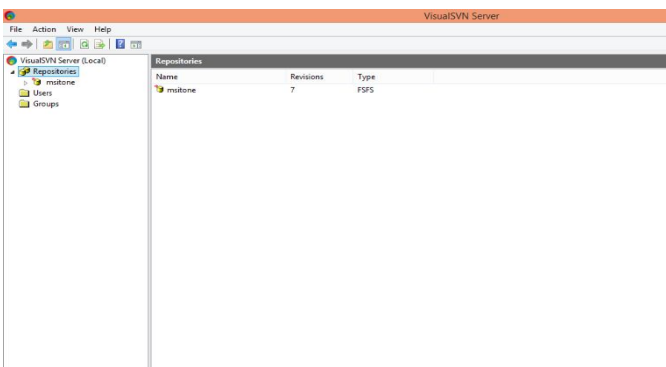 VisualSVN Server
File Action View Help
VisualSVN Server (Local)
Repositories
msitone
Users
Groups
Repositories
Name Revisions Type
msitone 7 FSFS